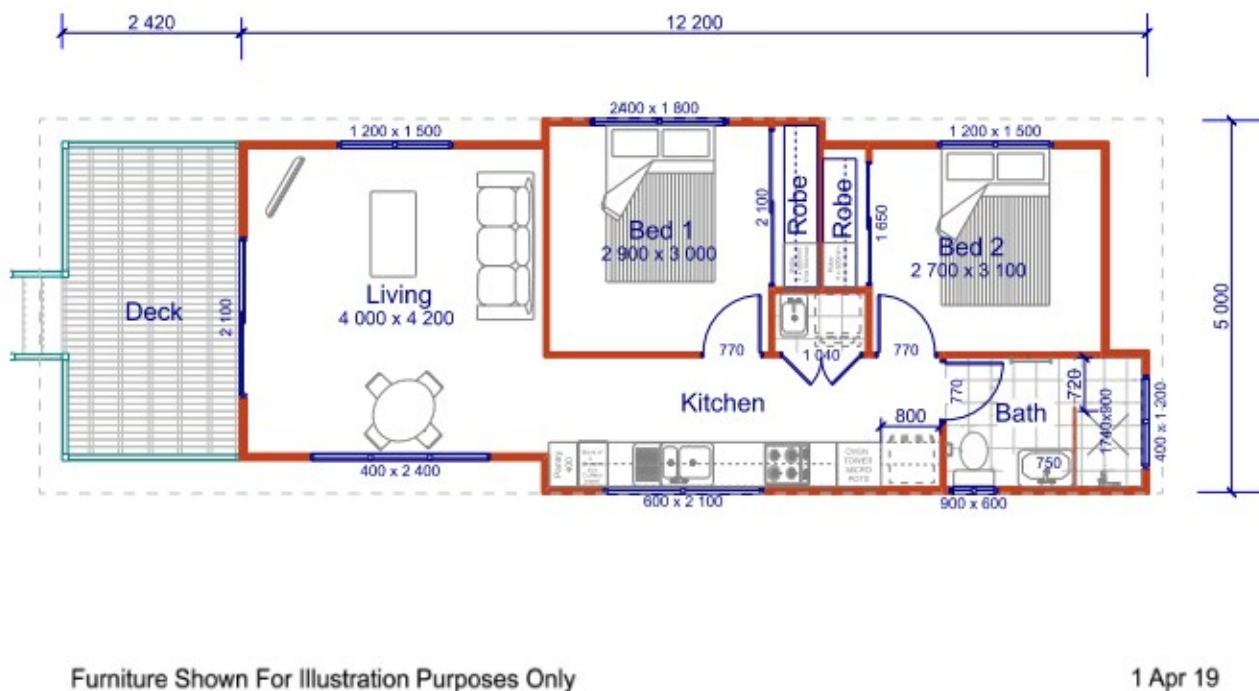 2 420
12 200
2400 x 1 800
1 200 x 1 500
1 200 x 1 500
Robe
Robe
2 100
1 650
Bed 1
2 900 x 3 000
Bed 2
2 700 x 3 100
5 000
Deck
2 100
Living
4 000 x 4 200
770
1 040
770
Kitchen
800
770
Bath
720
1740x900
400 x 1 200
Pantry
400
OVEN
TOWER
MICRO
POTS
750
400 x 2 400
600 x 2 100
900 x 600
Furniture Shown For Illustration Purposes Only
1 Apr 19